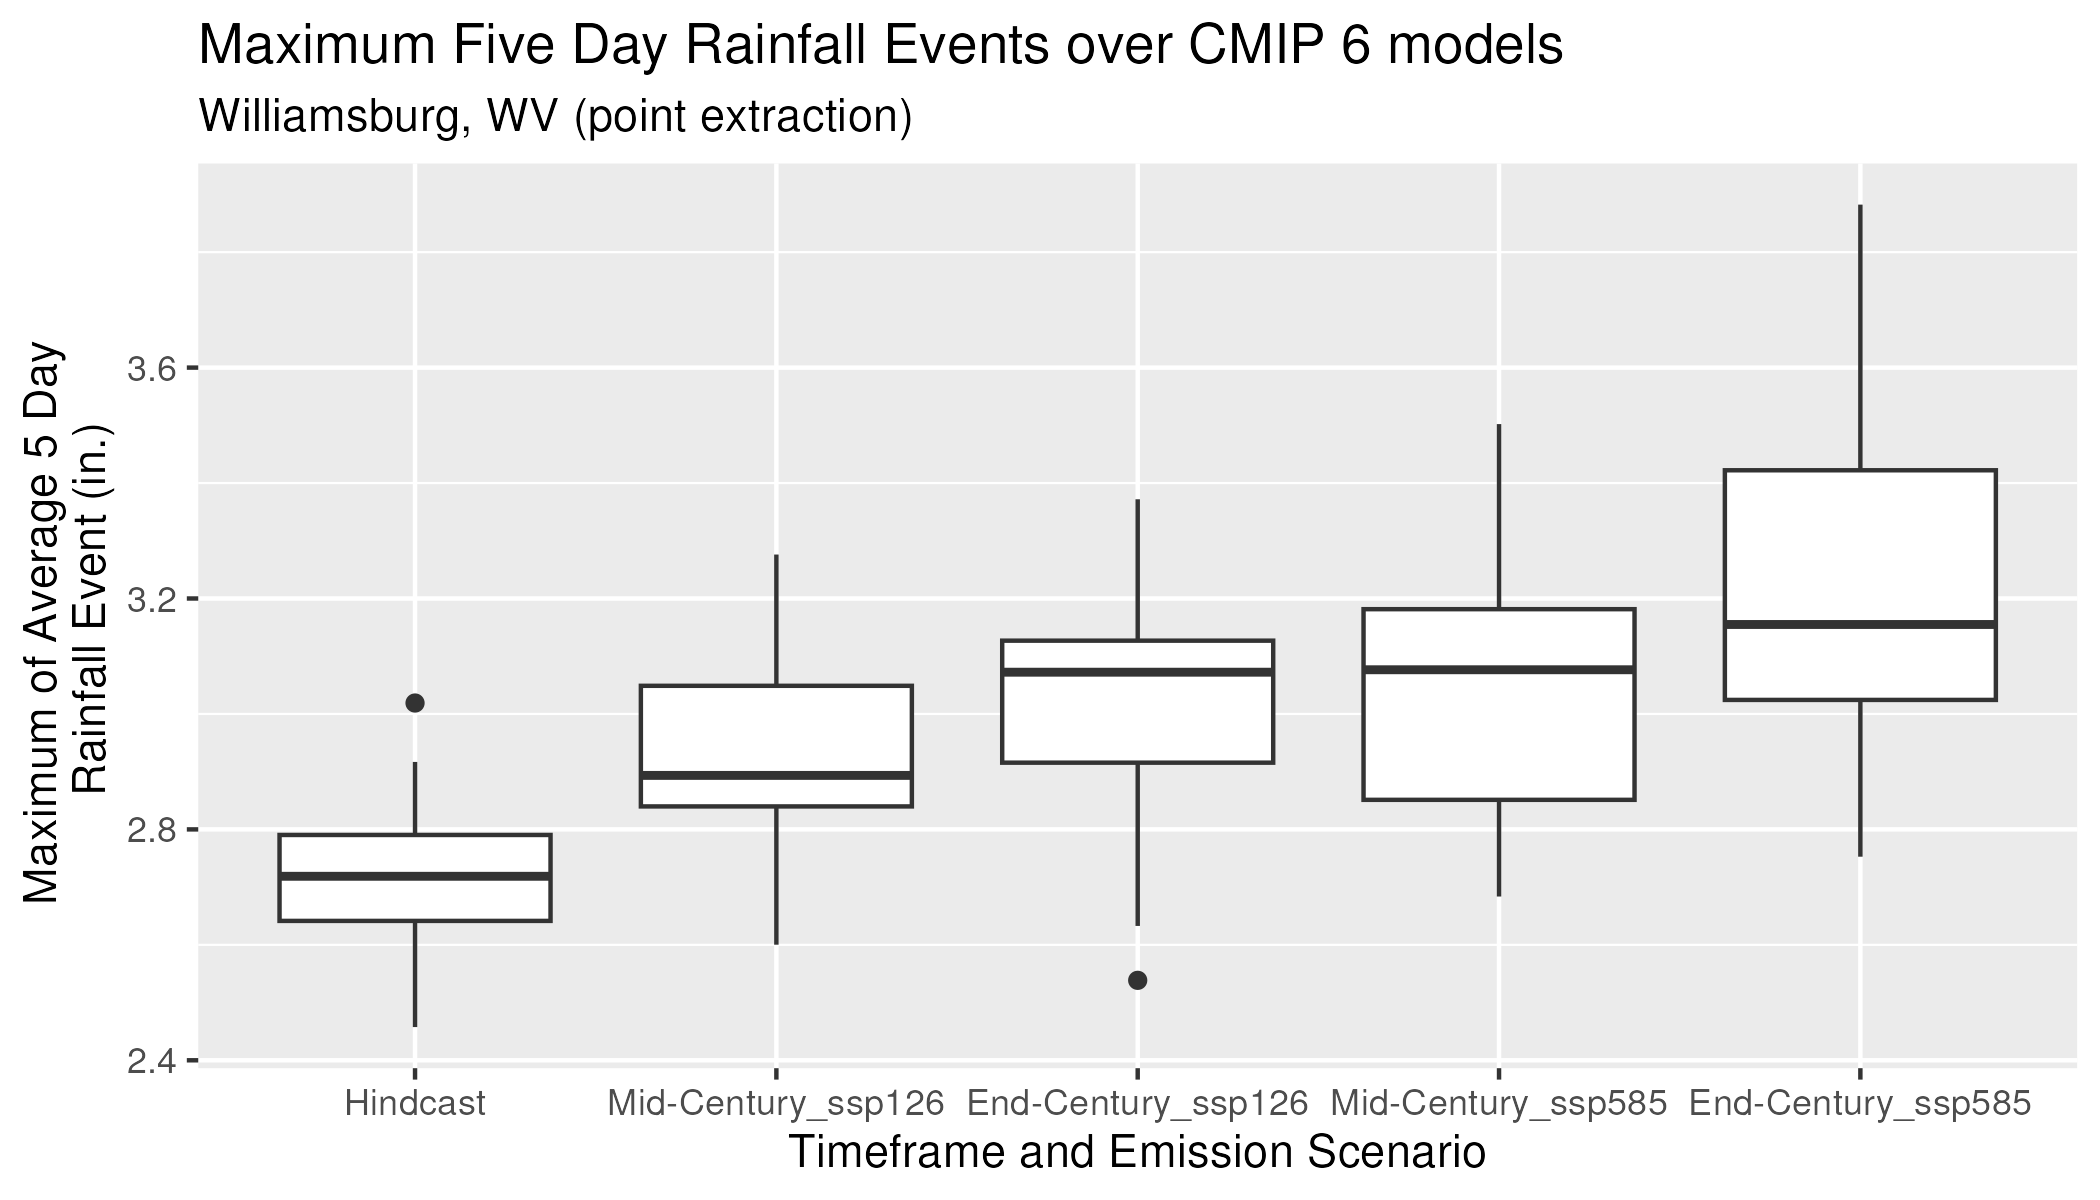 Maximum Five Day Rainfall Events over CMIP 6 models
Williamsburg, WV (point extraction)
Maximum of Average 5 Day
Rainfall Event (in.)
3.6
3.2
2.8
2.4
Hindcast
Mid-Century_ssp126
End-Century_ssp126
Mid-Century_ssp585
End-Century_ssp585
Timeframe and Emission Scenario